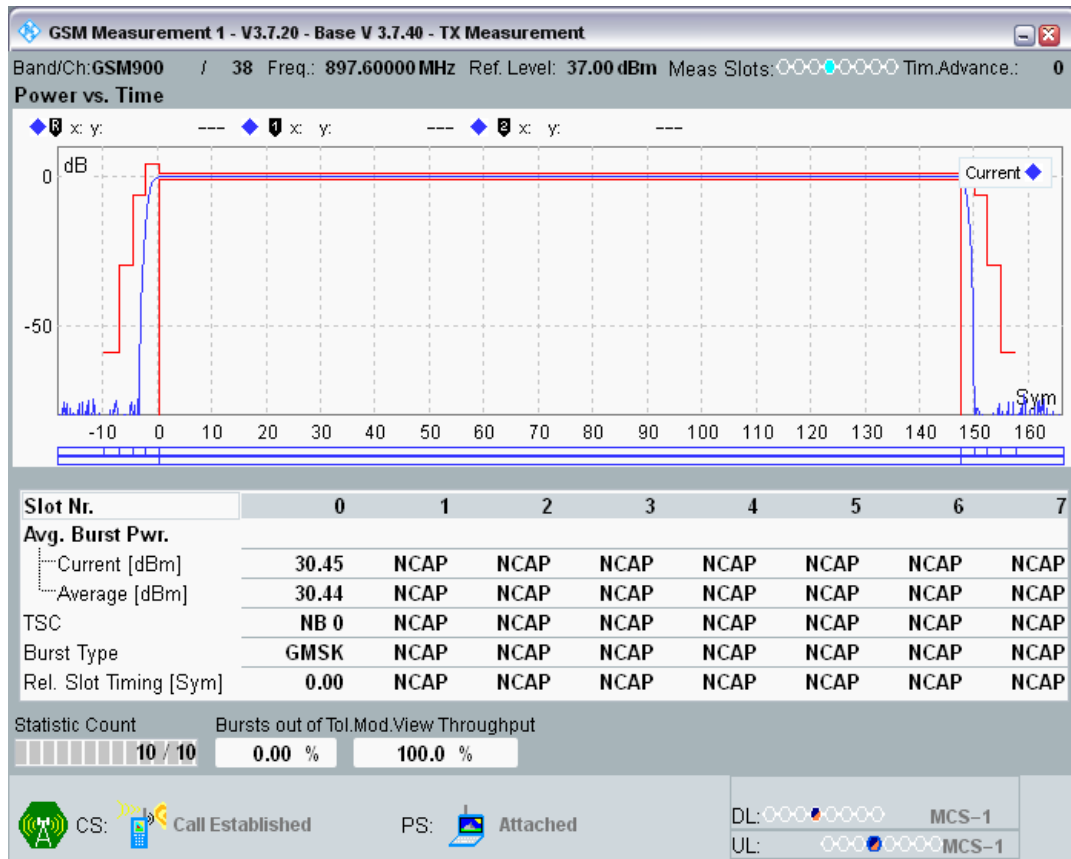 GSM Measurement 1 - V3.7.20 - Base V 3.7.40 - TX Measurement
Band/Ch:GSM900 / 38 Freq.: 897.60000 MHz Ref. Level: 37.00 dBm Meas Slots: Tim.Advance.: 0
Power vs. Time
R x: y: --- 1 x: y: --- 2 x: y: ---
dB
0
Current
-50
Sym
-10 0 10 20 30 40 50 60 70 80 90 100 110 120 130 140 150 160
Slot Nr. 0 1 2 3 4 5 6 7
Avg. Burst Pwr.
Current [dBm] 30.45 NCAP NCAP NCAP NCAP NCAP NCAP NCAP
Average [dBm] 30.44 NCAP NCAP NCAP NCAP NCAP NCAP NCAP
TSC NB 0 NCAP NCAP NCAP NCAP NCAP NCAP NCAP
Burst Type GMSK NCAP NCAP NCAP NCAP NCAP NCAP NCAP
Rel. Slot Timing [Sym] 0.00 NCAP NCAP NCAP NCAP NCAP NCAP NCAP
Statistic Count Bursts out of Tol. Mod.View Throughput
10 / 10 0.00 % 100.0 %
CS: Call Established PS: Attached DL: MCS-1
UL: MCS-1